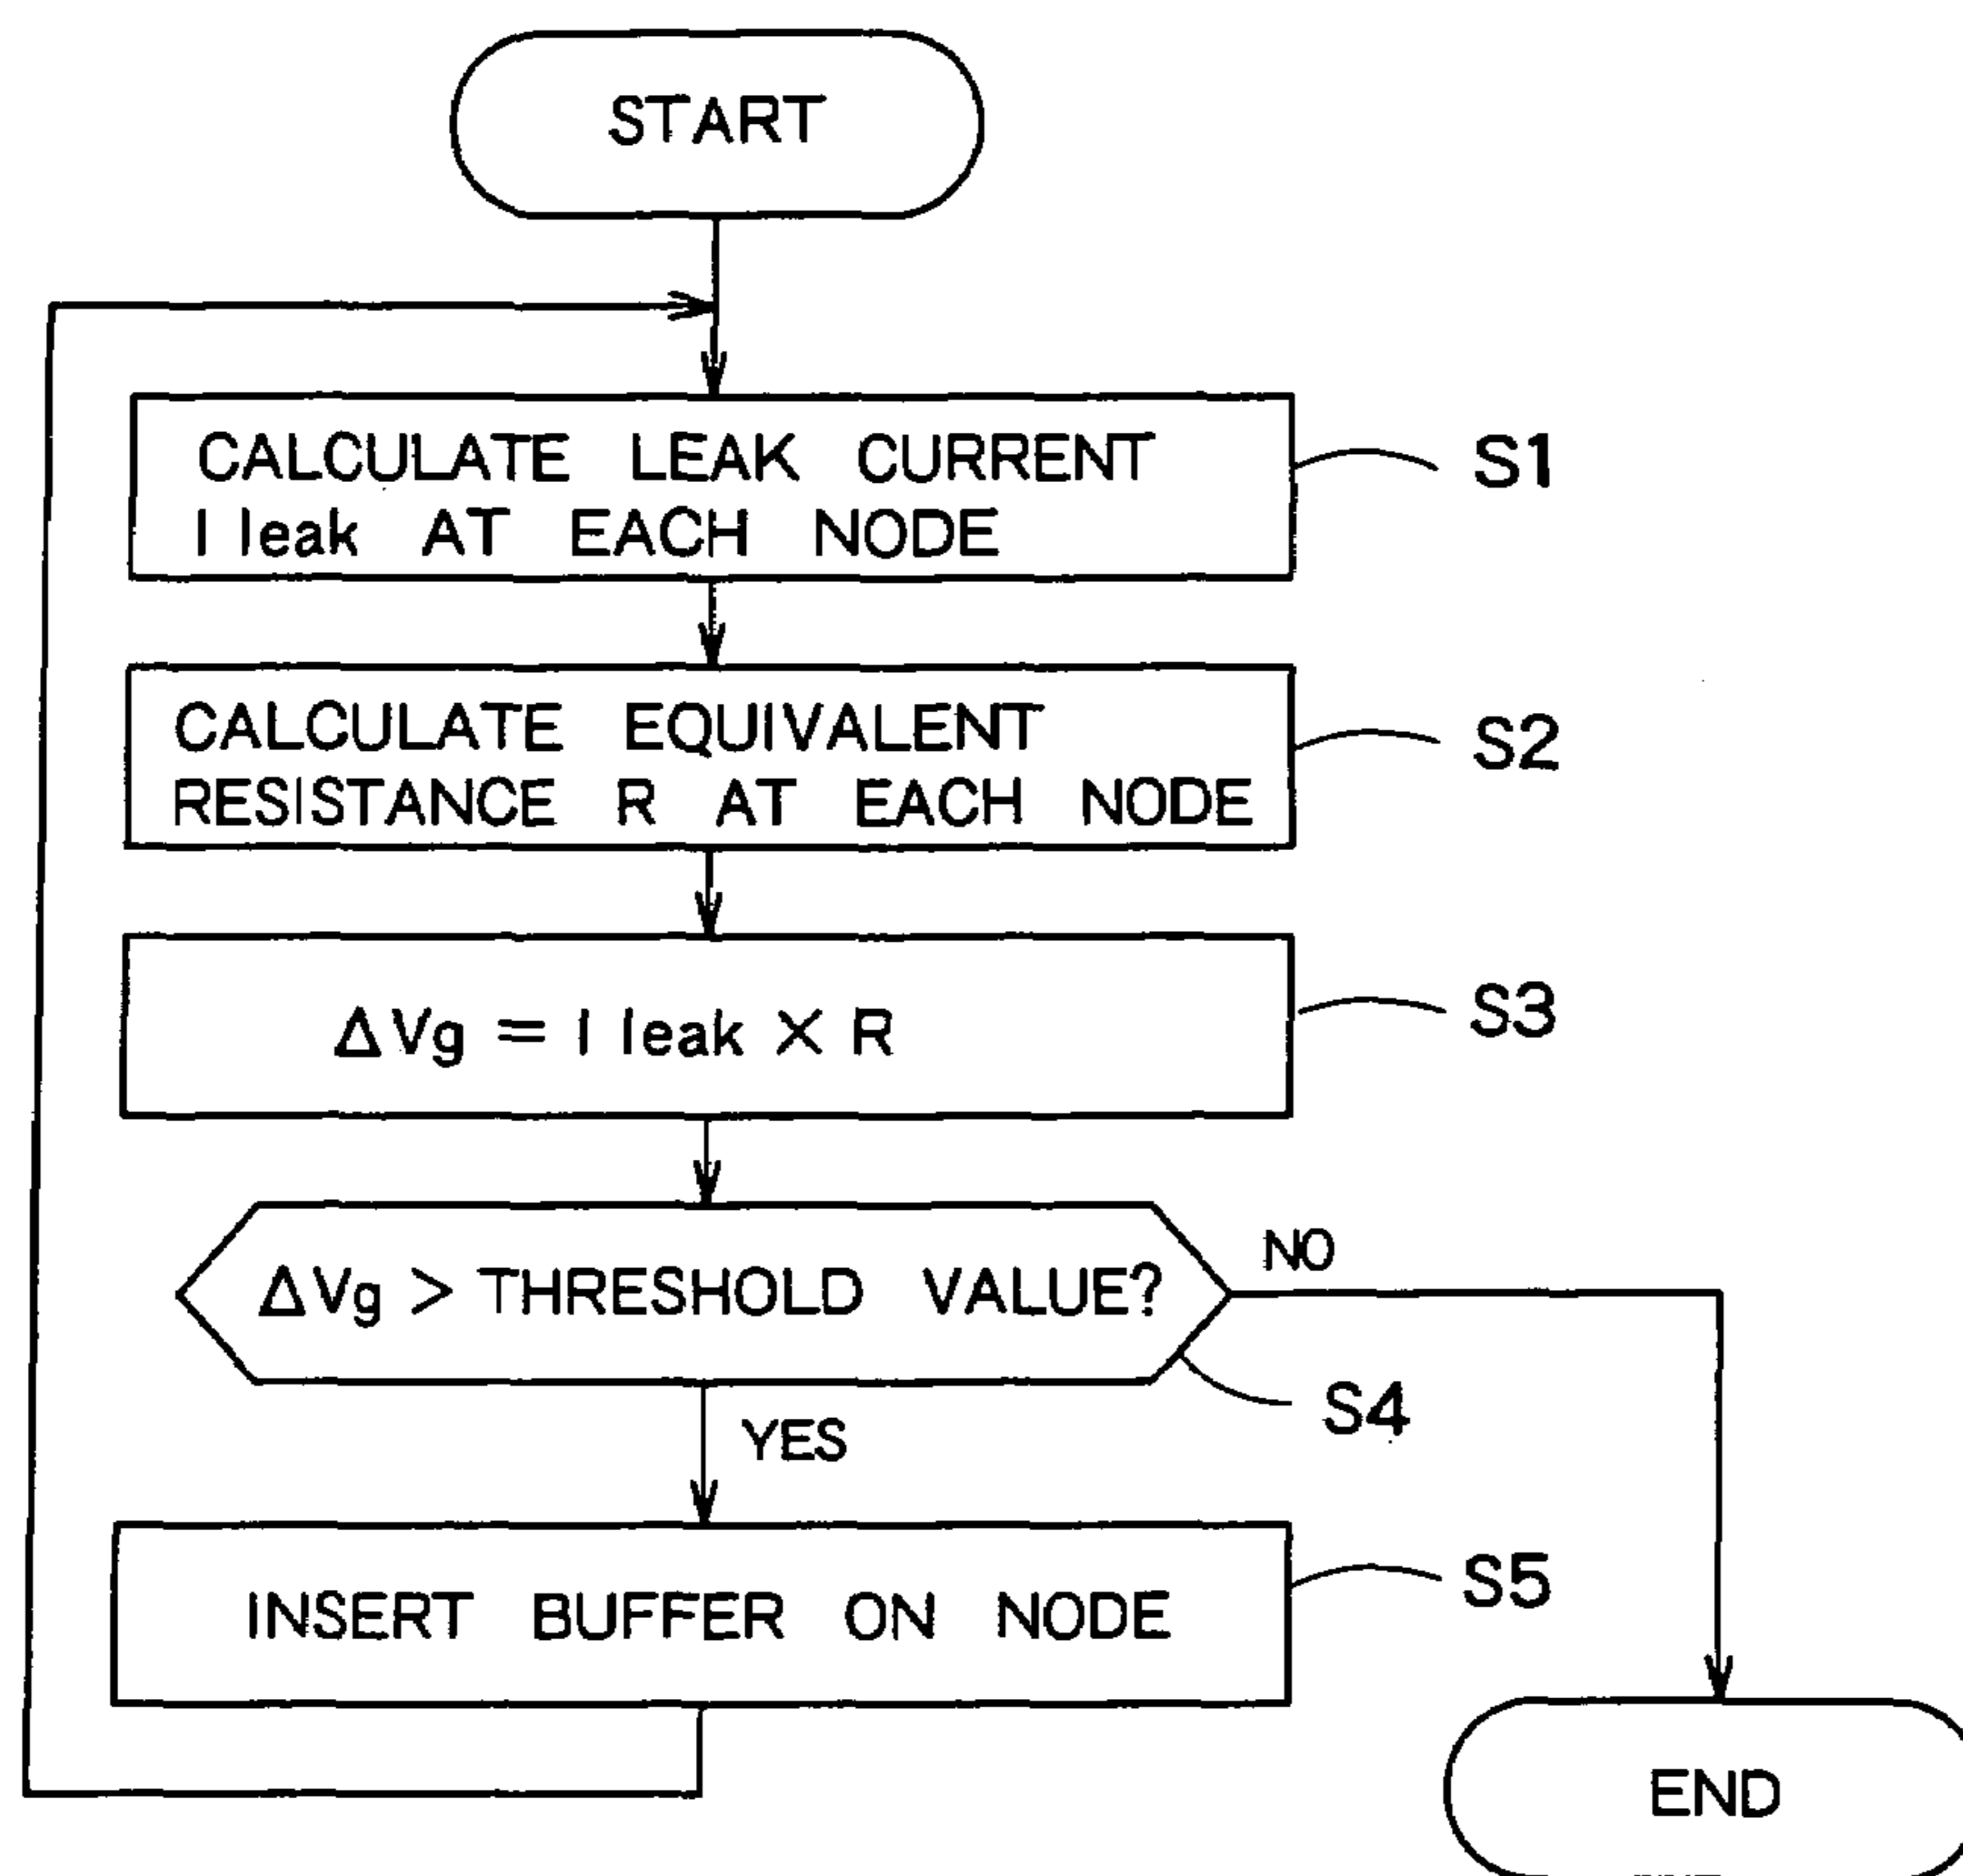 START
CALCULATE LEAK CURRENT
I leak AT EACH NODE
S1
CALCULATE EQUIVALENT
RESISTANCE R AT EACH NODE
S2
ΔVg = I leak × R
S3
ΔVg > THRESHOLD VALUE?
NO
S4
YES
INSERT BUFFER ON NODE
S5
END